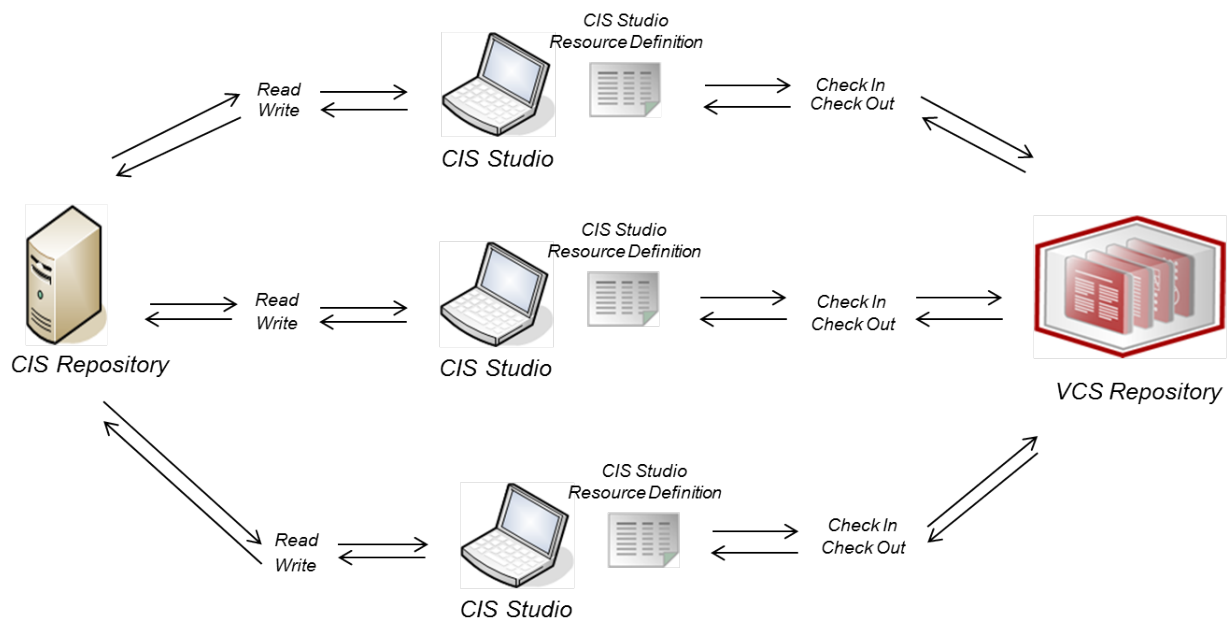 CIS Studio
Resource Definition
Read
Write
Check In
Check Out
CIS Studio
CIS Studio
Resource Definition
Read
Write
Check In
Check Out
CIS Repository
CIS Studio
VCS Repository
CIS Studio
Resource Definition
Read
Write
Check In
Check Out
CIS Studio